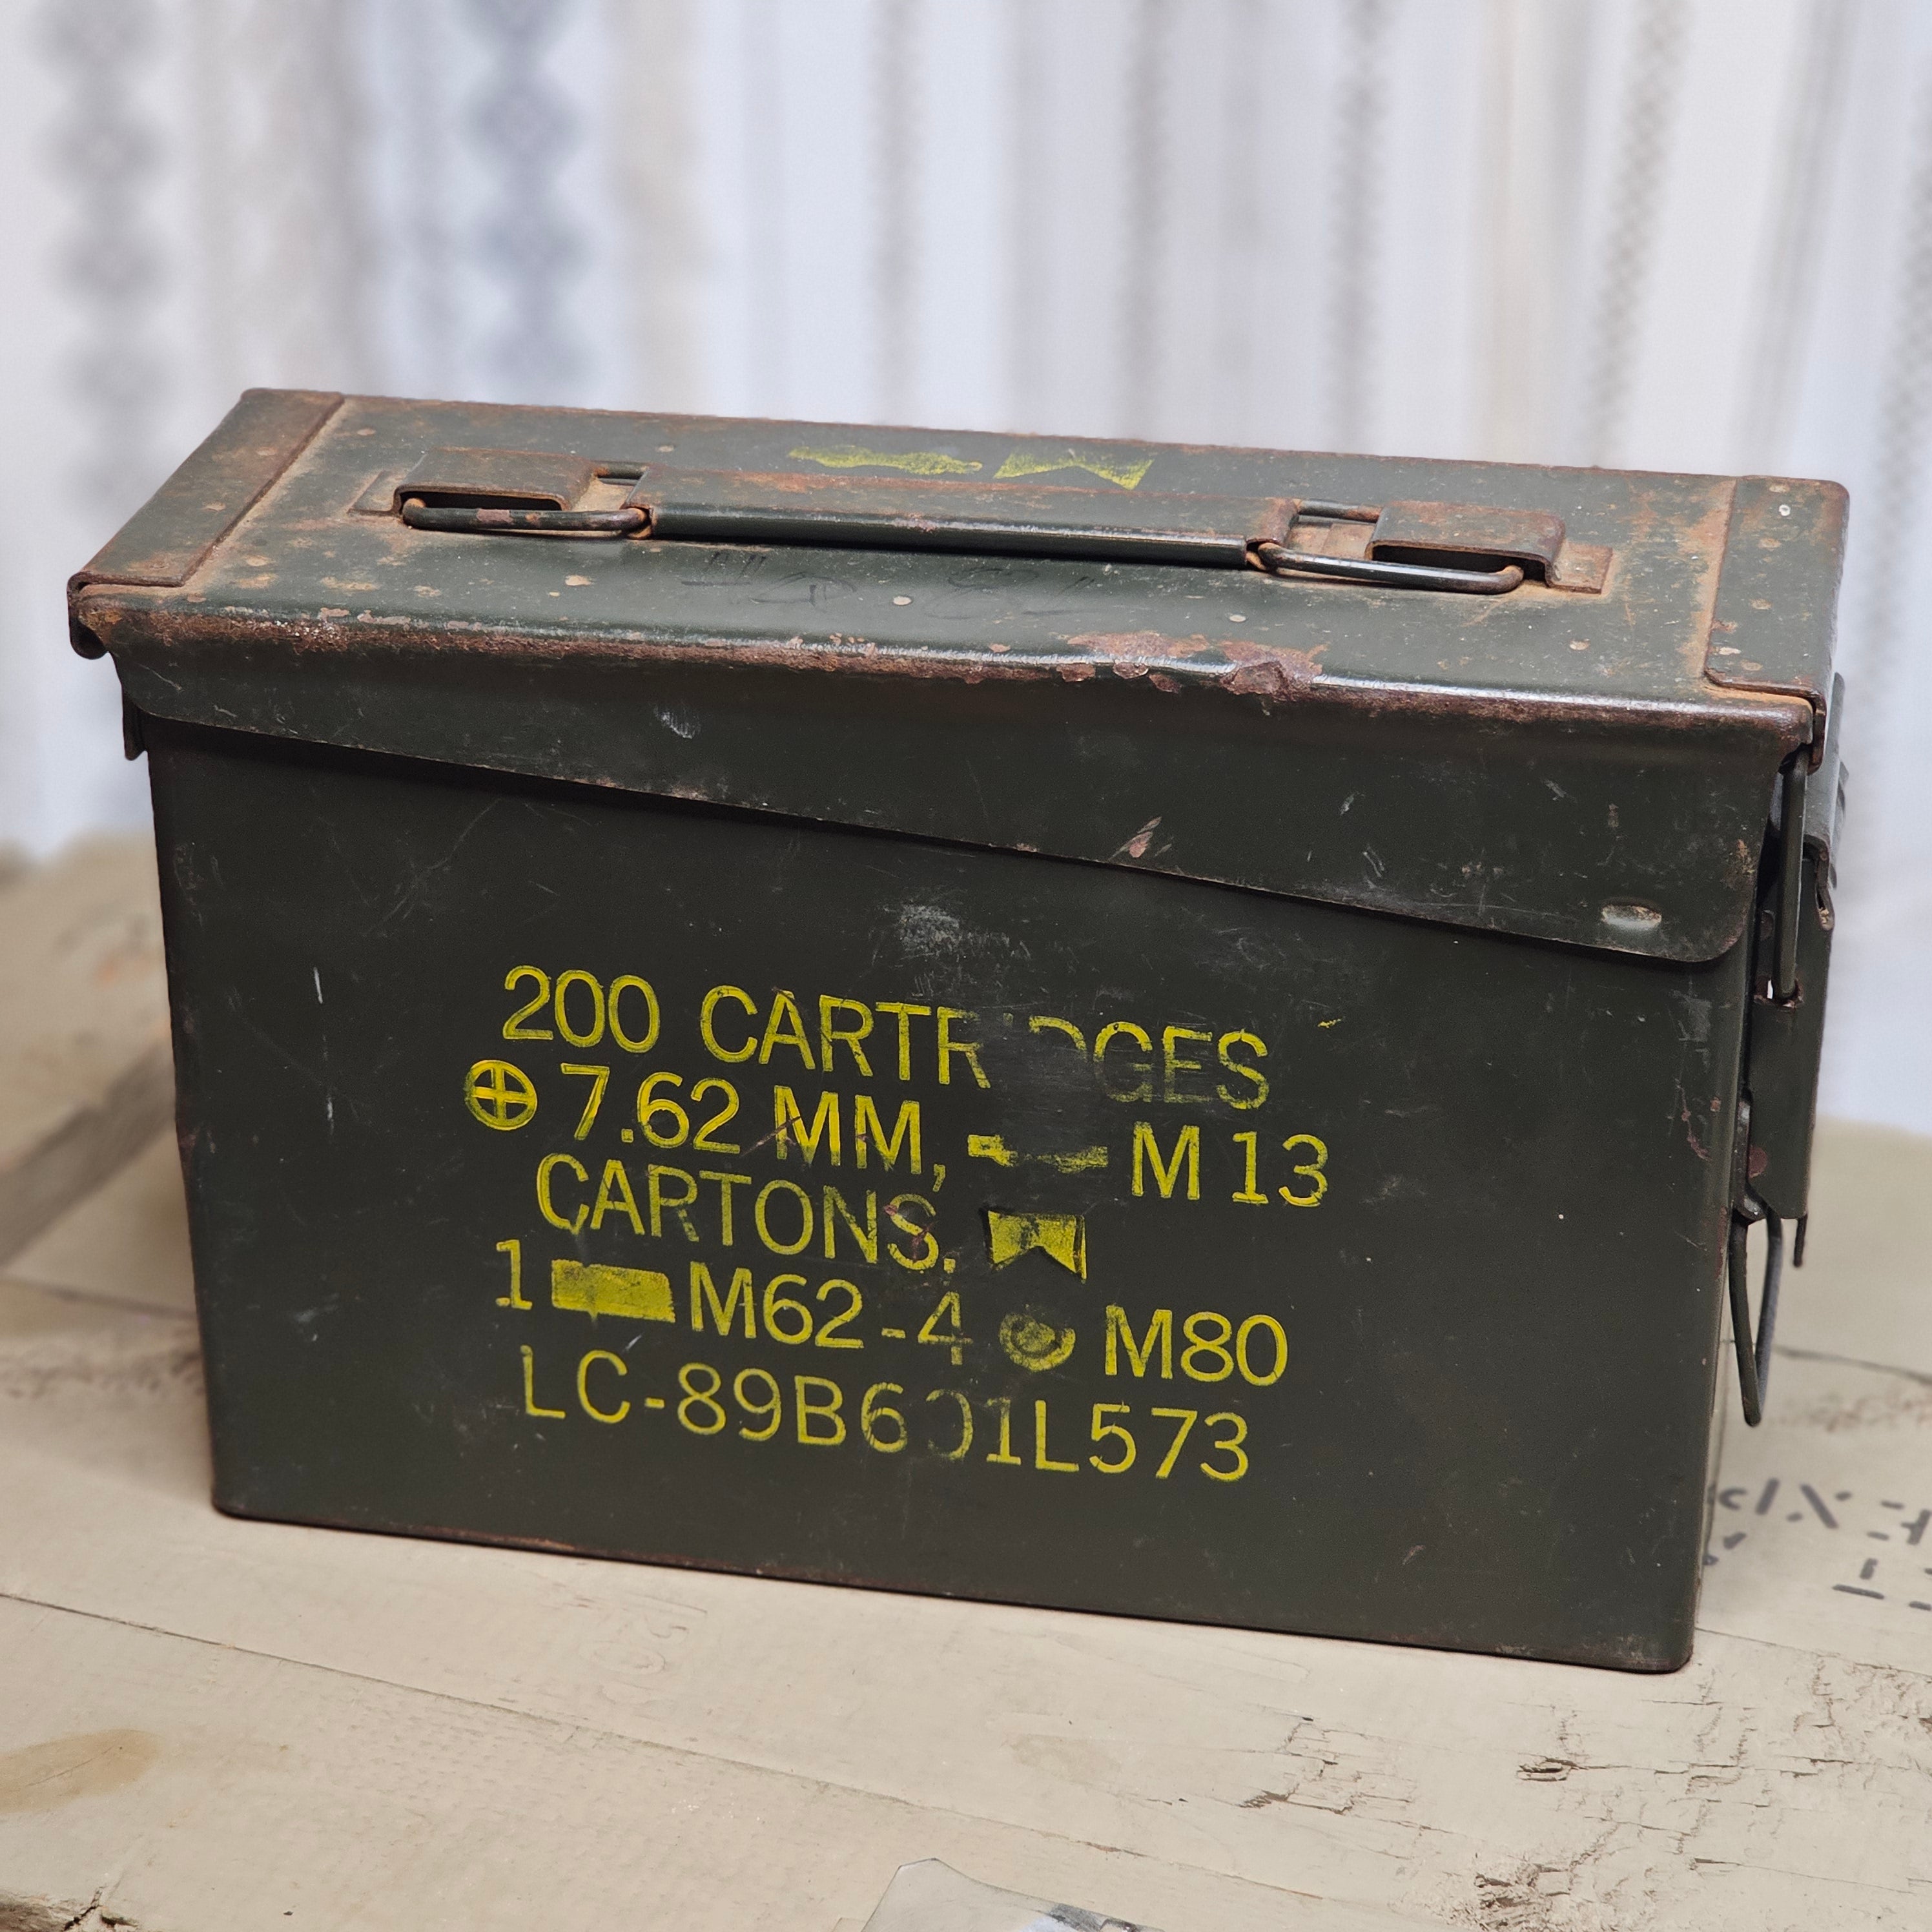 200 CARTRIDGES
7.62 MM, M 13
CARTONS.
1 M62-4 M80
LC-89B601L573